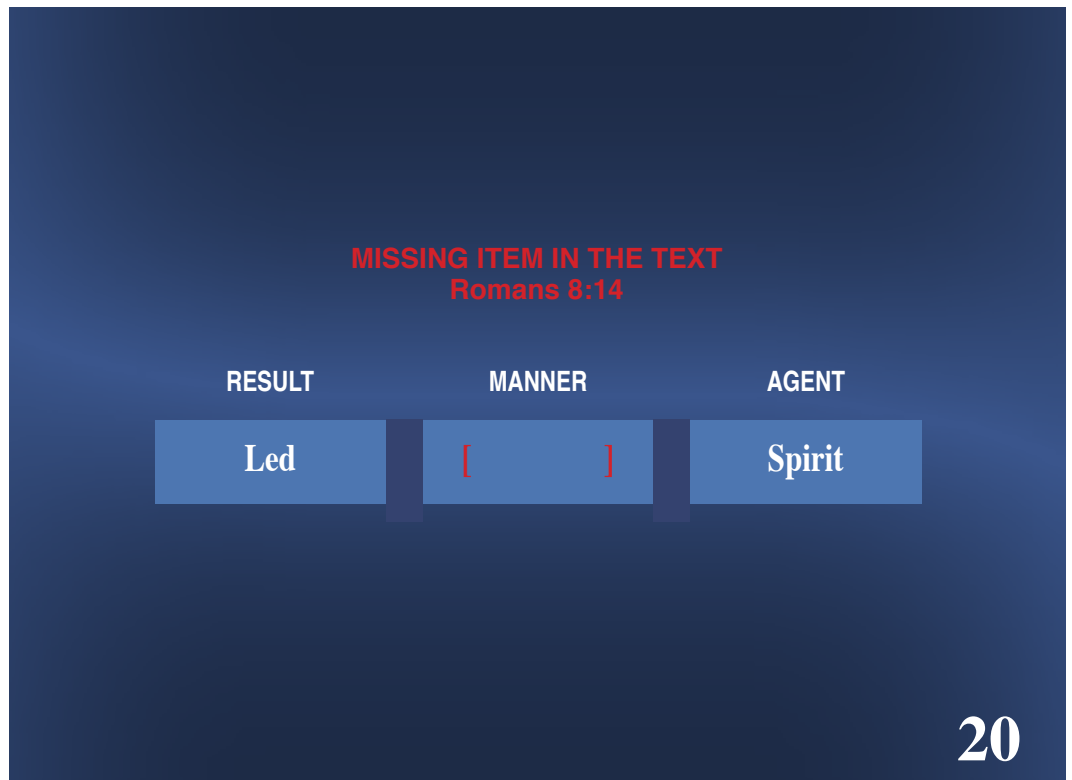 MISSING ITEM IN THE TEXT
Romans 8:14
RESULT MANNER AGENT
Led [ ] Spirit
20